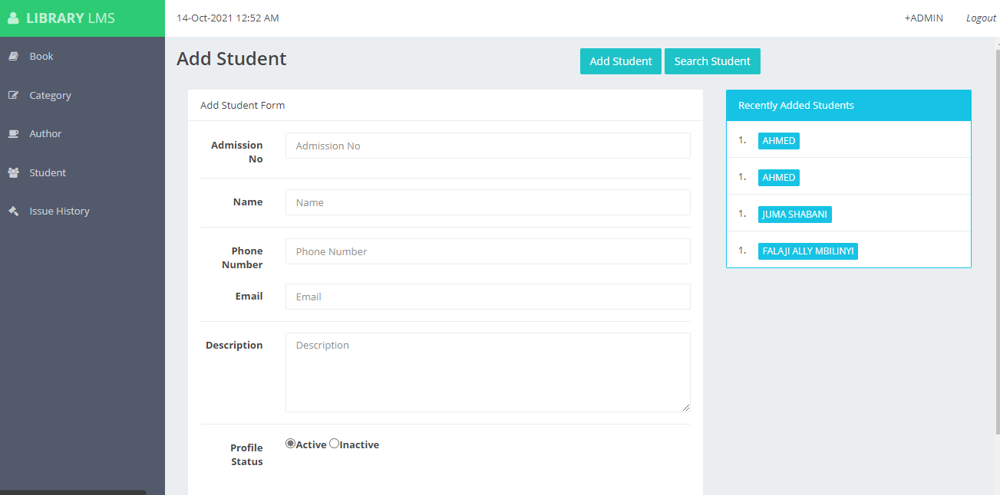 LIBRARY LMS
14-Oct-2021 12:52 AM
+ADMIN
Logout
Book
Category
Author
Student
Issue History
Add Student
Add Student
Search Student
Add Student Form
Admission
No
Admission No
Name
Name
Phone
Number
Phone Number
Email
Email
Description
Description
Profile
Status
Active Inactive
Recently Added Students
1. AHMED
1. AHMED
1. JUMA SHABANI
1. FALAJI ALLY MBILINYI